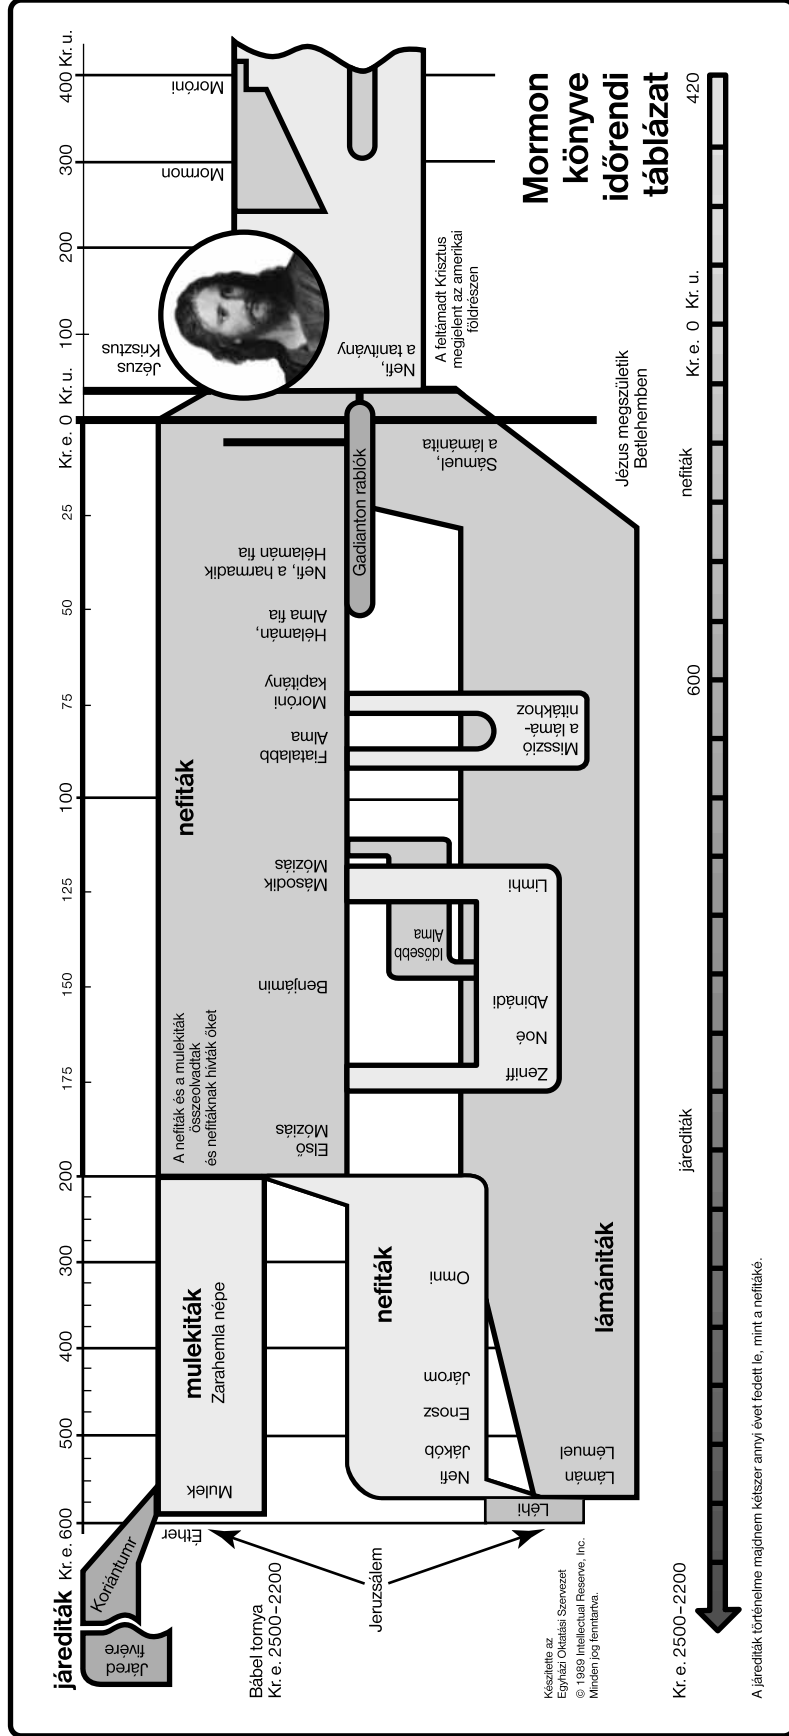 Mormon
könyve
időrendi
táblázat
járediták
Kr. e. 600
500
400
300
200
175
150
125
100
75
50
25
Kr. e. 0 Kr. u.
100
200
300
400 Kr. u.
Járed
fivére
Koriántumr
Éther
Mulek
mulekiták
Zarahemla népe
A nefiták és a mulekiták
összeolvadtak
és nefitáknak hívták őket
nefiták
Első
Móziás
Benjámin
Második
Móziás
Fiatalabb
Alma
Moróni
kapitány
Hélamán,
Alma fia
Nefi, a harmadik
Hélamán fia
Gadianton rablók
Jézus
Krisztus
Nefi,
a tanítvány
Mormon
Moróni
A feltámadt Krisztus
megjelent az amerikai
földrészen
Sámuel,
a lámánita
Jézus megszületik
Betlehemben
nefiták
Nefi
Jákób
Enosz
Járom
Omni
Léhi
Lámán
Lémuel
lámániták
Zeniff
Noé
Abinádi
Limhi
Idősebb
Alma
Misszió
a lámá-
nitákhoz
Jeruzsálem
Bábel tornya
Kr. e. 2500–2200
Készítette az
Egyházi Oktatási Szervezet
© 1989 Intellectual Reserve, Inc.
Minden jog fenntartva.
Kr. e. 2500–2200
járediták
600
nefiták
Kr. e. 0 Kr. u.
420
A járediták történelme majdnem kétszer annyi évet fedett le, mint a nefitáké.